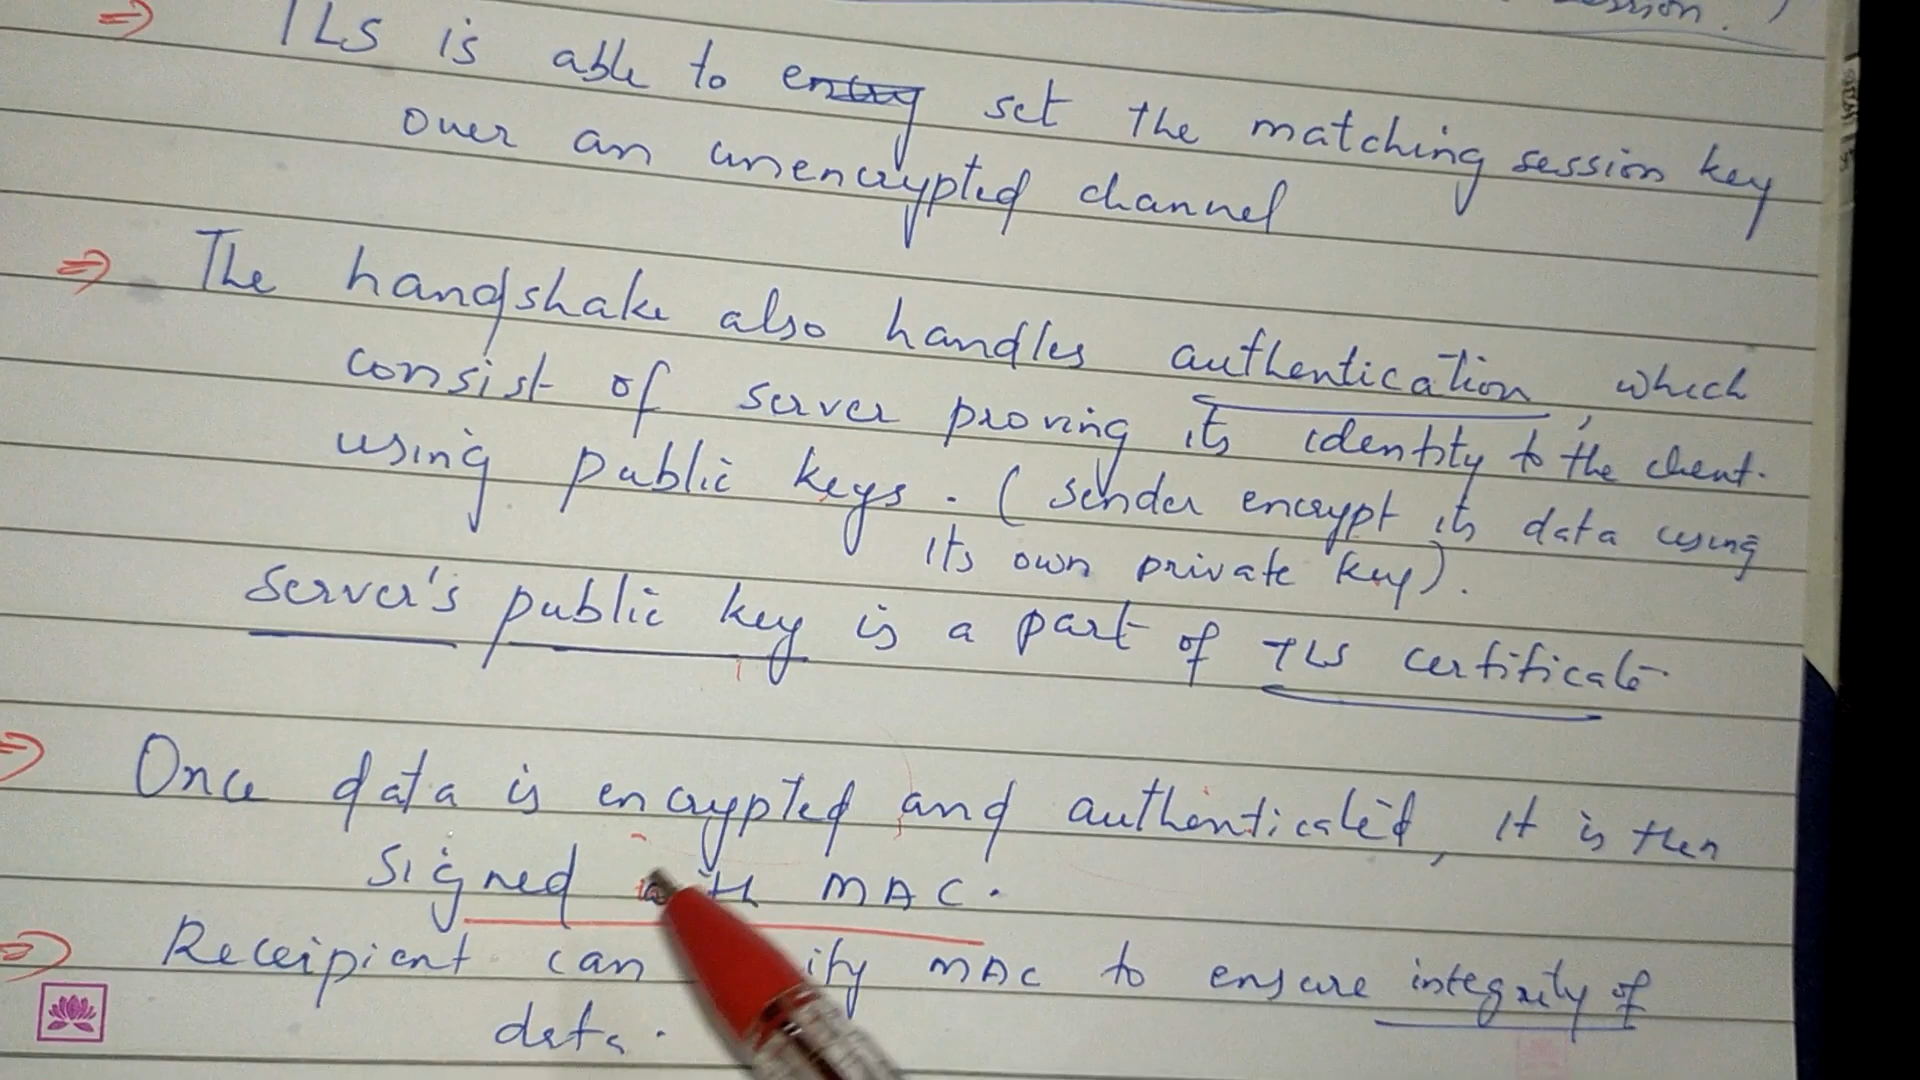 ession. )
⇒ TLS is able to set the matching session key
over an unencrypted channel
⇒ The handshake also handles authentication, which
consist of server proving its identity to the client.
using public keys. ( sender encrypt its data using
its own private key).
Server's public key is a part of TLS certificate
⇒ Once data is encrypted and authenticated, it is then
signed MAC.
⇒ Receipient can ify MAC to ensure integrity of
data.